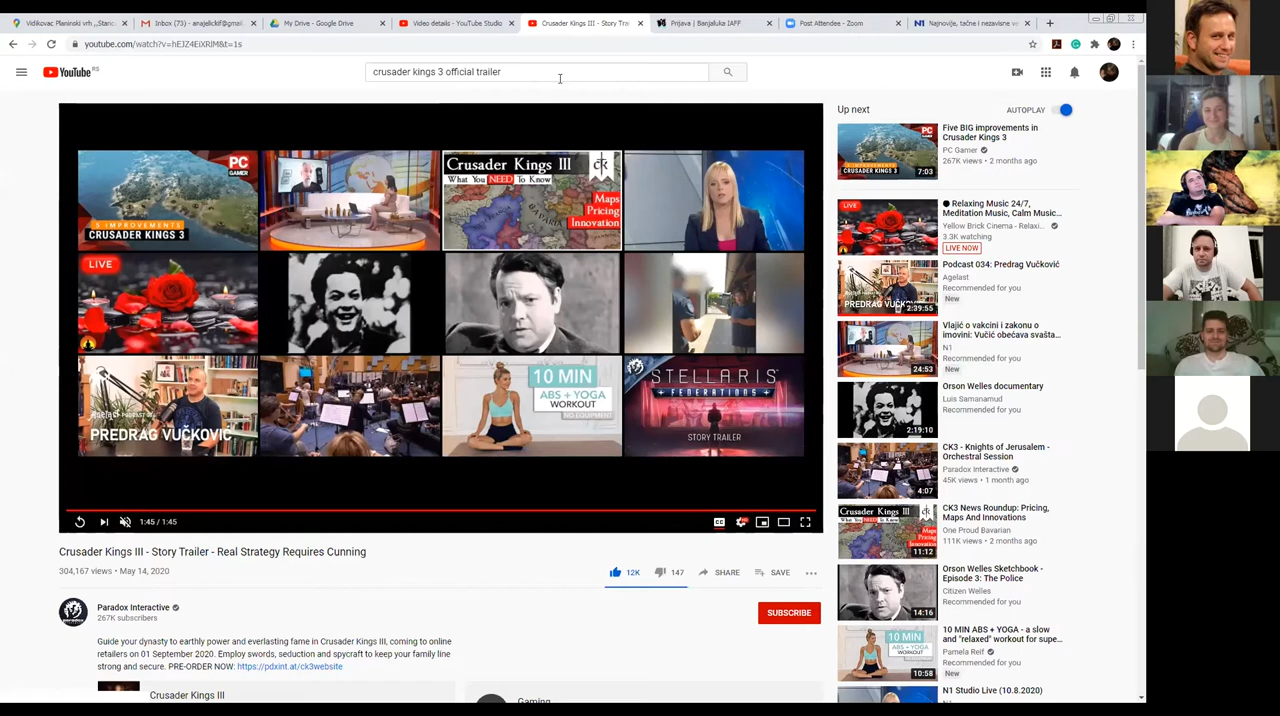 Vidikovac Planinski vrh „Stanc
Inbox (73) - anajelickif@gmail.
My Drive - Google Drive
Video details - YouTube Studio
Crusader Kings III - Story Trai
Prijava | Banjaluka IAFF
Post Attendee - Zoom
Najnovije, tačne i nezavisne ve
youtube.com/watch?v=hEJZ4EiXRlM&t=1s
YouTube RS
crusader kings 3 official trailer
PC GAMER
5 IMPROVEMENTS
CRUSADER KINGS 3
Crusader Kings III
What You NEED To Know
Maps
Pricing
Innovation
BAVARIA
LIVE
AGELAST
PODCAST 034:
PREDRAG VUČKOVIĆ
10 MIN
ABS + YOGA
WORKOUT
NO EQUIPMENT
STELLARIS
FEDERATIONS
STORY TRAILER
1:45 / 1:45
Crusader Kings III - Story Trailer - Real Strategy Requires Cunning
304,167 views • May 14, 2020
12K
147
SHARE
SAVE
Paradox Interactive
267K subscribers
SUBSCRIBE
Guide your dynasty to earthly power and everlasting fame in Crusader Kings III, coming to online
retailers on 01 September 2020. Employ swords, seduction and spycraft to keep your family line
strong and secure. PRE-ORDER NOW: https://pdxint.at/ck3website
Crusader Kings III
Gaming
Up next
AUTOPLAY
Five BIG improvements in
Crusader Kings 3
PC Gamer
267K views • 2 months ago
7:03
● Relaxing Music 24/7,
Meditation Music, Calm Music...
Yellow Brick Cinema - Relaxi...
3.3K watching
LIVE NOW
LIVE
Podcast 034: Predrag Vučković
Agelast
Recommended for you
New
2:39:55
Vlajić o vakcini i zakonu o
imovini: Vučić obećava svašta...
N1
Recommended for you
New
24:53
Orson Welles documentary
Luis Samanamud
Recommended for you
2:19:10
CK3 - Knights of Jerusalem -
Orchestral Session
Paradox Interactive
45K views • 1 month ago
4:07
CK3 News Roundup: Pricing,
Maps And Innovations
One Proud Bavarian
111K views • 2 months ago
11:12
Orson Welles Sketchbook -
Episode 3: The Police
Citizen Welles
Recommended for you
14:16
10 MIN ABS + YOGA - a slow
and "relaxed" workout for supe...
Pamela Reif
Recommended for you
New
10:58
N1 Studio Live (10.8.2020)